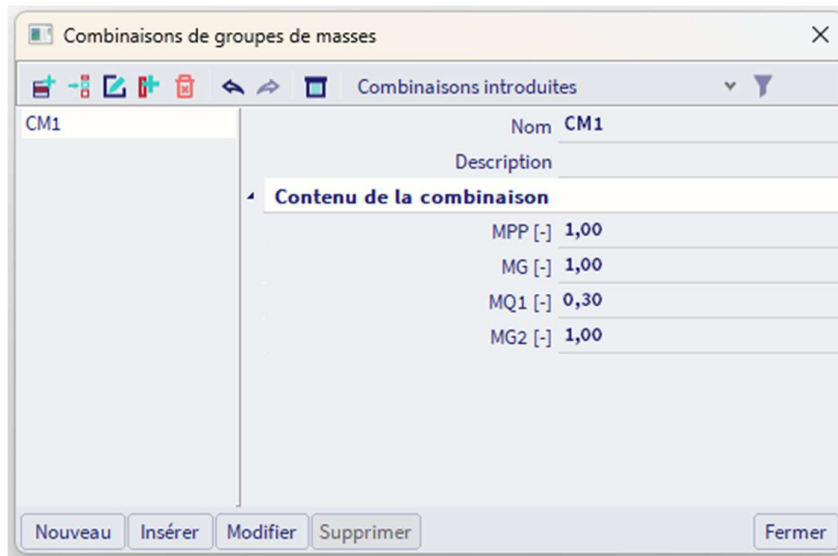 Combinaisons de groupes de masses
Combinaisons introduites
CM1
Nom CM1
Description
Contenu de la combinaison
MPP [-] 1,00
MG [-] 1,00
MQ1 [-] 0,30
MG2 [-] 1,00
Nouveau Insérer Modifier Supprimer Fermer